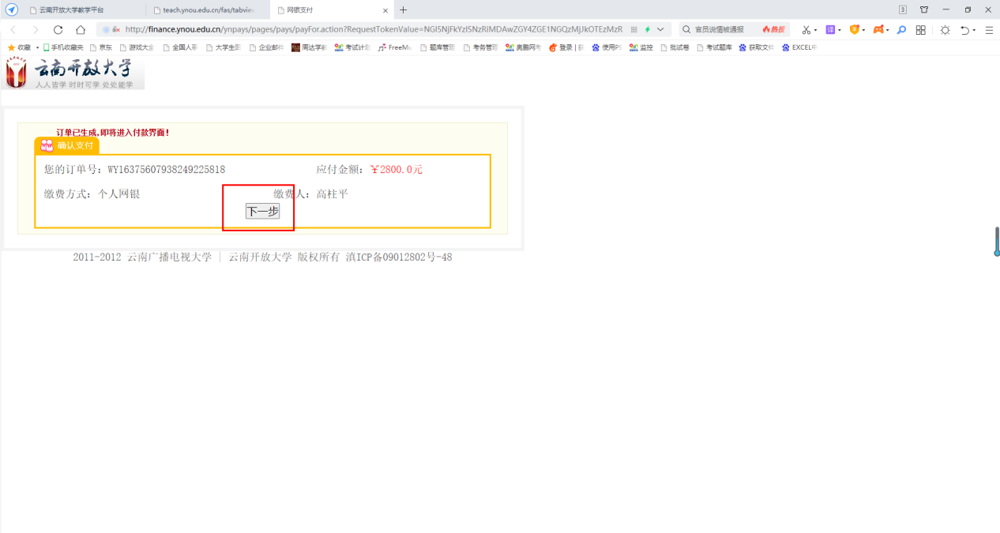 云南开放大学教学平台
teach.ynou.edu.cn/fas/tabview
网银支付
3
http://finance.ynou.edu.cn/ynpays/pages/pays/payFor.action?RequestTokenValue=
官员说情被通报
热搜
译
收藏
手机收藏夹
京东
游戏大全
全国人事
大学生医
企业邮件
周达学教
考试计划
FreeMu
题库管理
考务管理
奥鹏网考
登录 |
使用PS
监控
批试卷
考试题库
获取文件
EXCEL中
云南开放大学
人人皆学 时时可学 处处能学
订单已生成,即将进入付款界面!
确认支付
您的订单号: WY16375607938249225818
应付金额: ￥2800.0元
缴费方式: 个人网银
缴费人: 高柱平
下一步
2011-2012 云南广播电视大学 | 云南开放大学 版权所有 滇ICP备09012802号-48